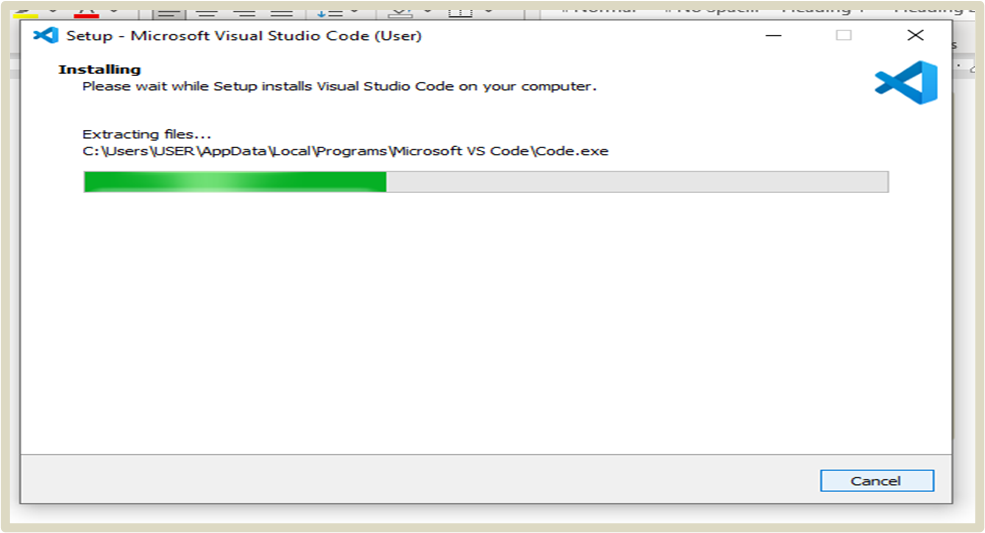 Setup - Microsoft Visual Studio Code (User)
Installing
Please wait while Setup installs Visual Studio Code on your computer.
Extracting files...
C:\Users\USER\AppData\Local\Programs\Microsoft VS Code\Code.exe
Cancel